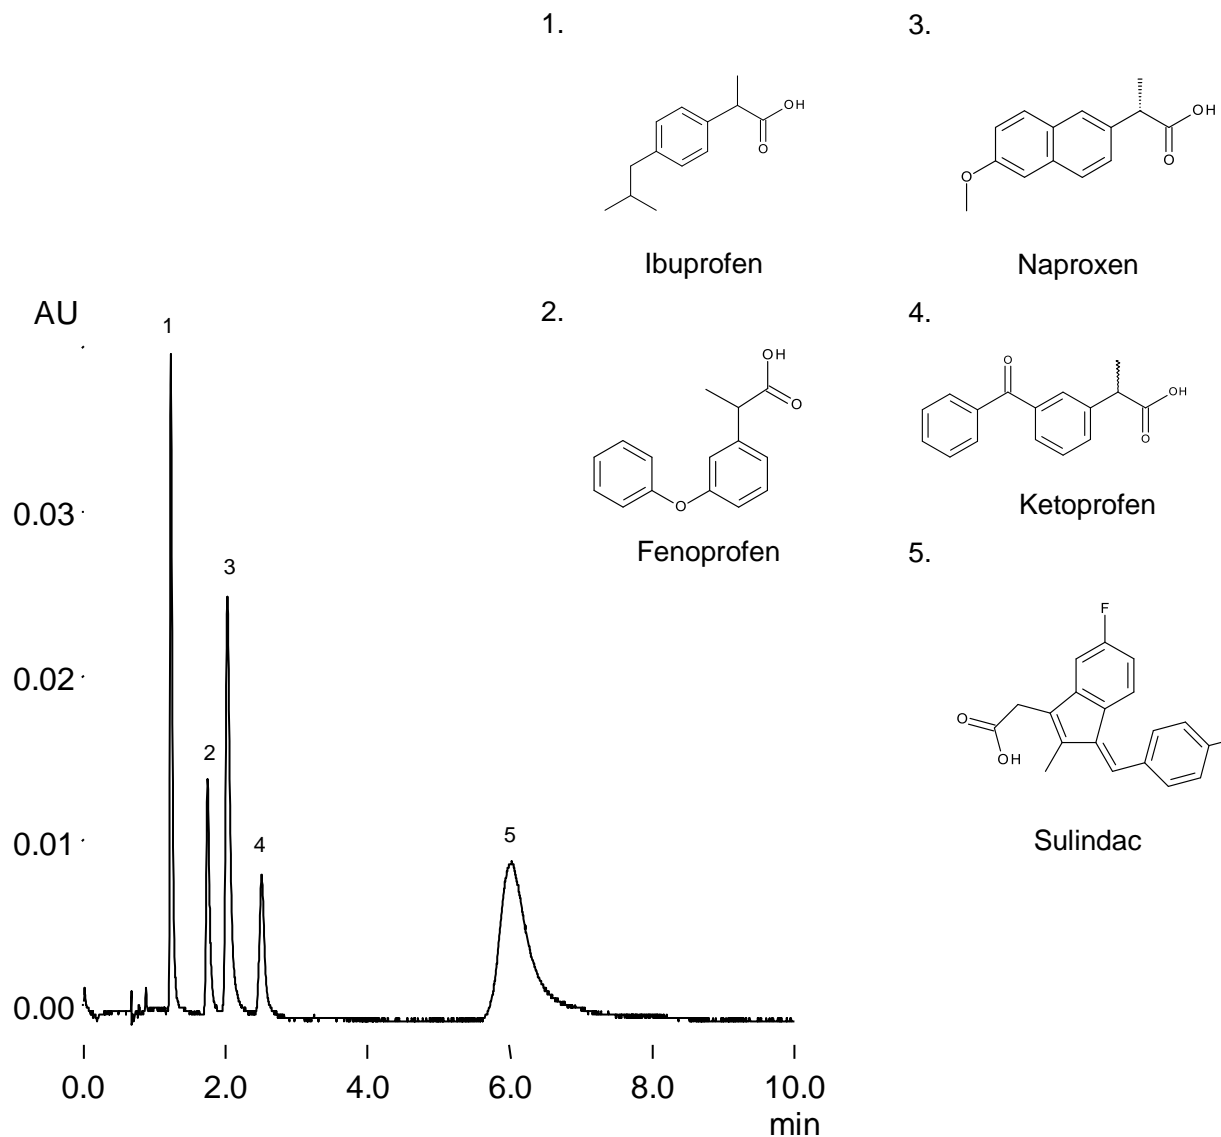 1.
OH
O
Ibuprofen
2.
OH
O
O
Fenoprofen
3.
OH
O
O
Naproxen
4.
O
OH
O
Ketoprofen
5.
F
O
OH
Sulindac
AU
0.03
0.02
0.01
0.00
1
2
3
4
5
0.0 2.0 4.0 6.0 8.0 10.0
min